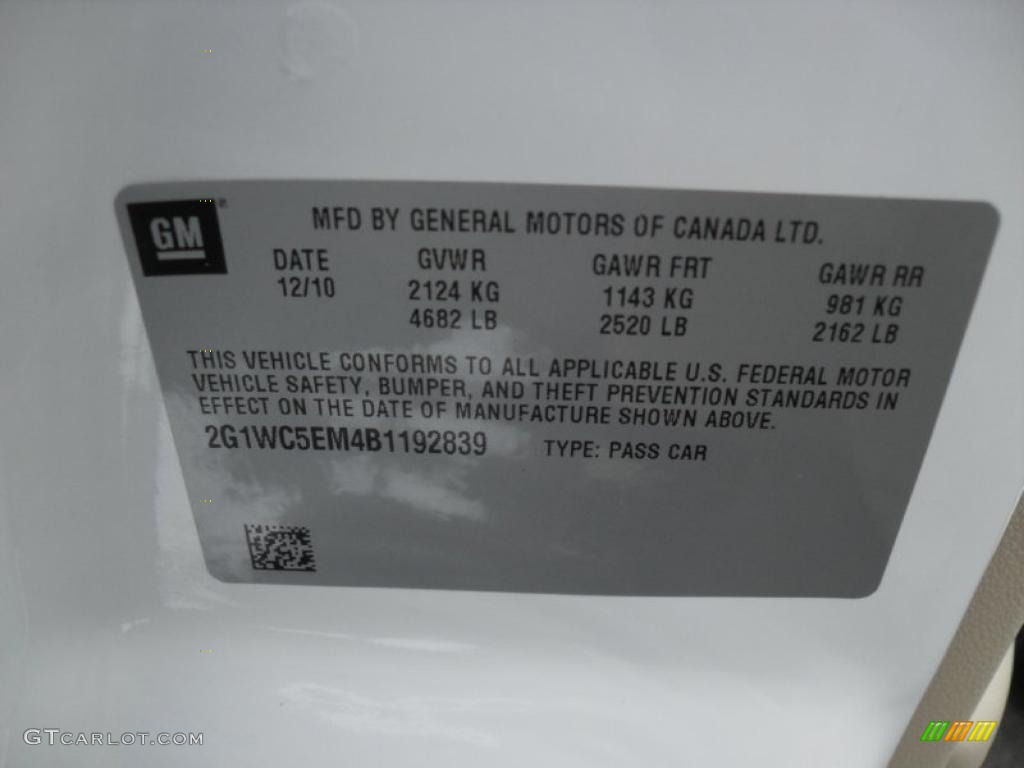 GM
MFD BY GENERAL MOTORS OF CANADA LTD.
DATE GVWR GAWR FRT GAWR RR
12/10 2124 KG 1143 KG 981 KG
4682 LB 2520 LB 2162 LB
THIS VEHICLE CONFORMS TO ALL APPLICABLE U.S. FEDERAL MOTOR
VEHICLE SAFETY, BUMPER, AND THEFT PREVENTION STANDARDS IN
EFFECT ON THE DATE OF MANUFACTURE SHOWN ABOVE.
2G1WC5EM4B1192839 TYPE: PASS CAR
GTCARLOT.COM